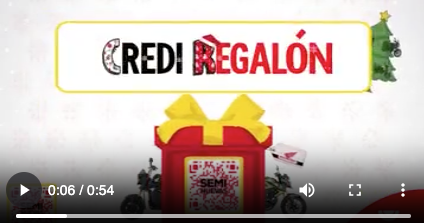 CREDI REGALÓN
SEMI
0:06 / 0:54